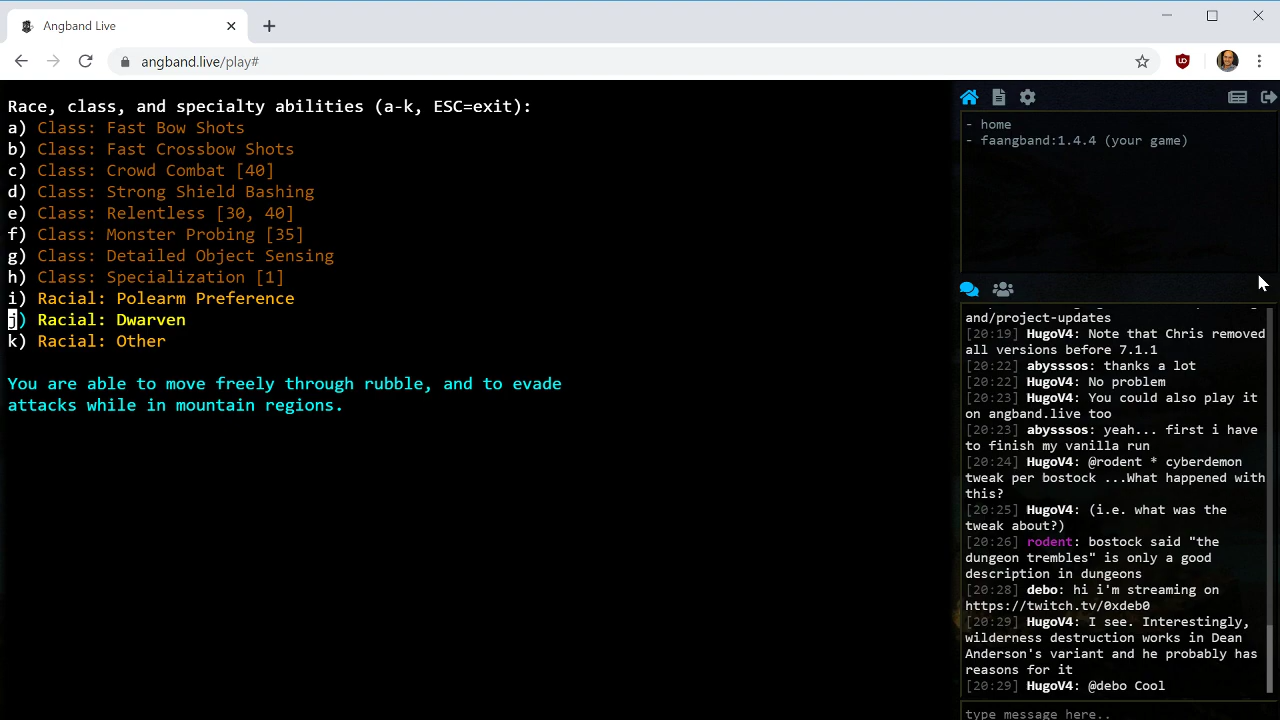 Angband Live
angband.live/play#
Race, class, and specialty abilities (a-k, ESC=exit):
a) Class: Fast Bow Shots
b) Class: Fast Crossbow Shots
c) Class: Crowd Combat [40]
d) Class: Strong Shield Bashing
e) Class: Relentless [30, 40]
f) Class: Monster Probing [35]
g) Class: Detailed Object Sensing
h) Class: Specialization [1]
i) Racial: Polearm Preference
j) Racial: Dwarven
k) Racial: Other
You are able to move freely through rubble, and to evade
attacks while in mountain regions.
- home
- faangband:1.4.4 (your game)
and/project-updates
[20:19] HugoV4: Note that Chris removed
all versions before 7.1.1
[20:22] abysssos: thanks a lot
[20:22] HugoV4: No problem
[20:23] HugoV4: You could also play it
on angband.live too
[20:23] abysssos: yeah... first i have
to finish my vanilla run
[20:24] HugoV4: @rodent * cyberdemon
tweak per bostock ...What happened with
this?
[20:25] HugoV4: (i.e. what was the
tweak about?)
[20:26] rodent: bostock said "the
dungeon trembles" is only a good
description in dungeons
[20:28] debo: hi i'm streaming on
https://twitch.tv/0xdeb0
[20:29] HugoV4: I see. Interestingly,
wilderness destruction works in Dean
Anderson's variant and he probably has
reasons for it
[20:29] HugoV4: @debo Cool
type message here..